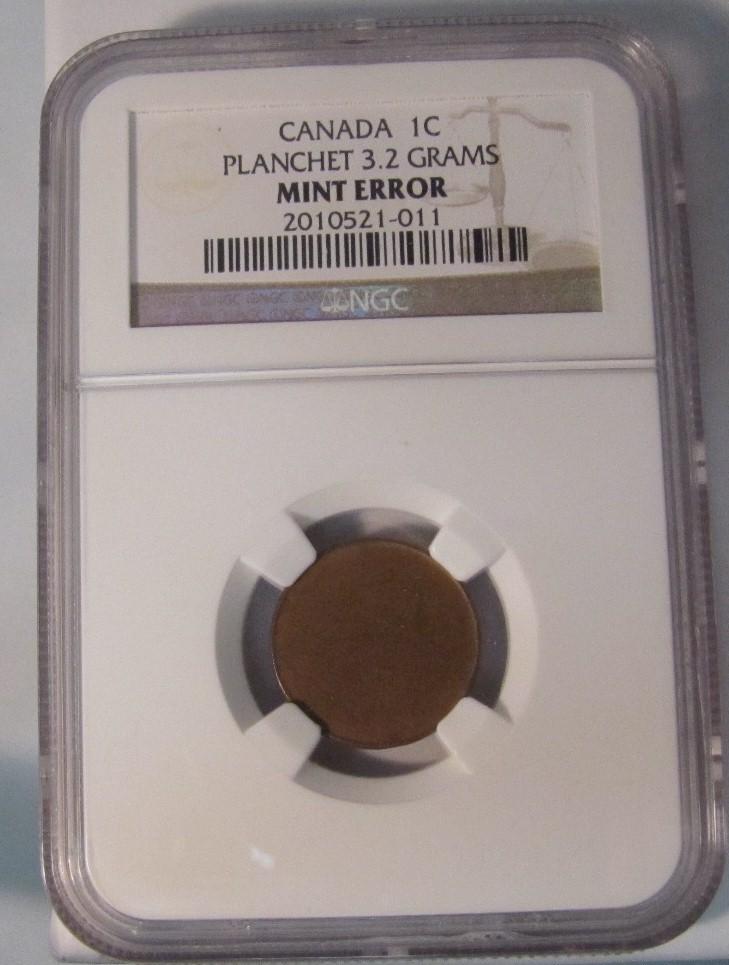 CANADA 1C
PLANCHET 3.2 GRAMS
MINT ERROR
2010521-011
NGC